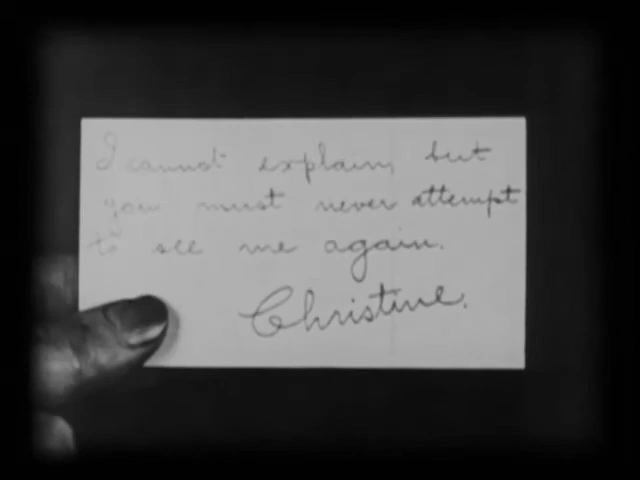 I cannot explain, but
you must never attempt
to see me again.
Christine.